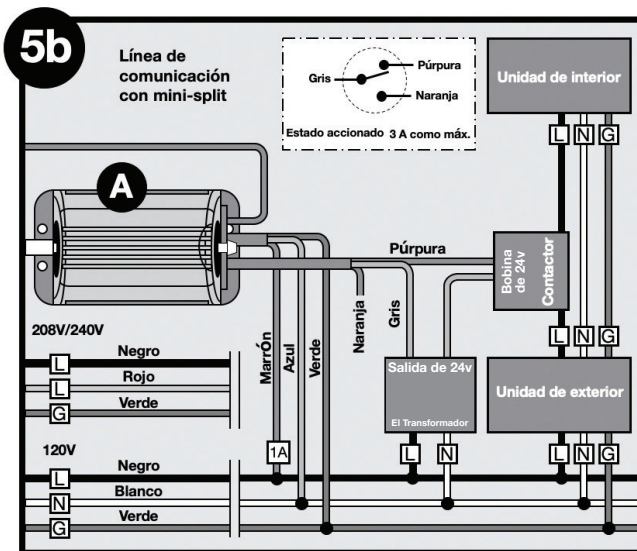 5b
Línea de
comunicación
con mini-split
Gris
Púrpura
Naranja
Estado accionado 3 A como máx.
Unidad de interior
L N G
A
Púrpura
Bobina
de 24v
Contactor
MarrÓn
Azul
Verde
Naranja
Gris
L N G
Salida de 24v
El Transformador
Unidad de exterior
L N
L N G
208V/240V
L Negro
L Rojo
G Verde
120V
1A
L Negro
N Blanco
G Verde